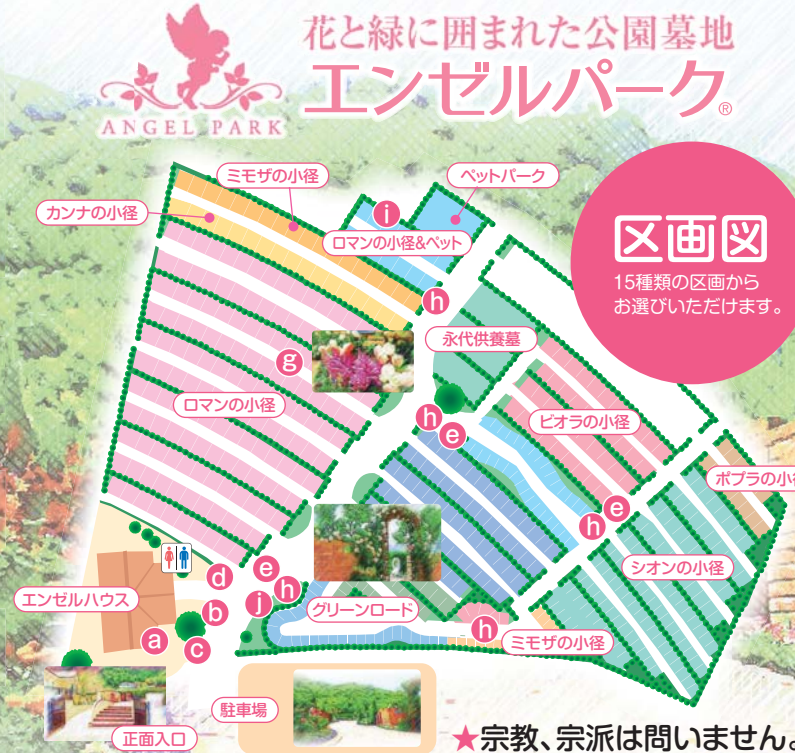 花と緑に囲まれた公園墓地
エンゼルパーク®
ANGEL PARK
区画図
15種類の区画から
お選びいただけます。
ミモザの小径
ペットパーク
カンナの小径
i
ロマンの小径&ペット
h
永代供養墓
g
ロマンの小径
h
e
ビオラの小径
ポプラの小
e
h
シオンの小径
d
e
h
j
エンゼルハウス
b
グリーンロード
h
ミモザの小径
a
c
駐車場
正面入口
★宗教、宗派は問いません。